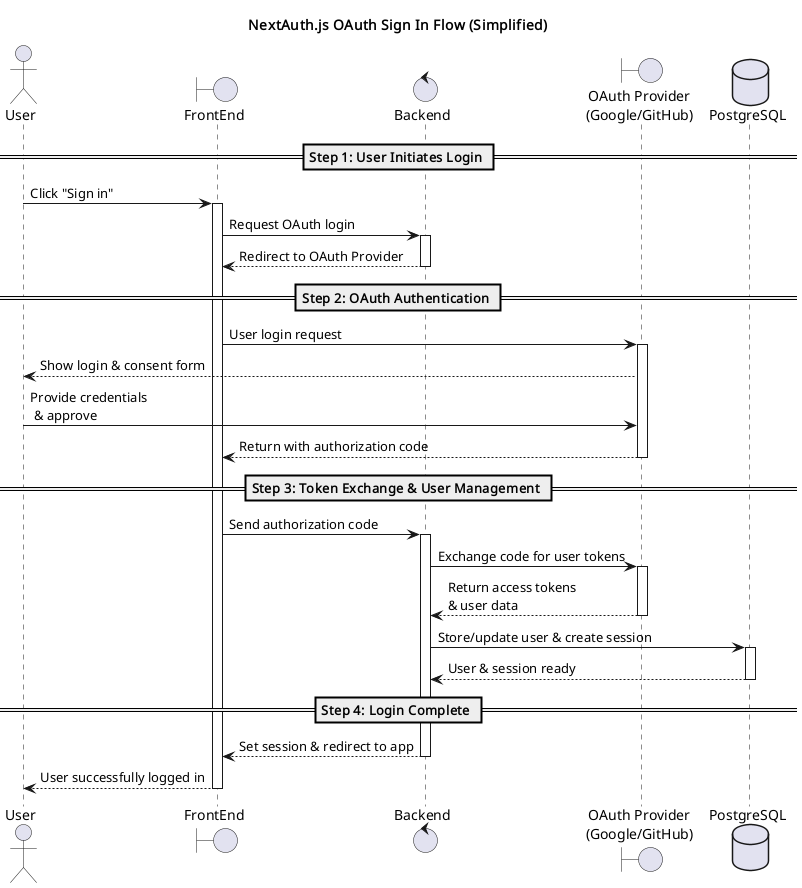 NextAuth.js OAuth Sign In Flow (Simplified)
User
FrontEnd
Backend
OAuth Provider
(Google/GitHub)
PostgreSQL
Step 1: User Initiates Login
Click "Sign in"
Request OAuth login
Redirect to OAuth Provider
Step 2: OAuth Authentication
User login request
Show login & consent form
Provide credentials
& approve
Return with authorization code
Step 3: Token Exchange & User Management
Send authorization code
Exchange code for user tokens
Return access tokens
& user data
Store/update user & create session
User & session ready
Step 4: Login Complete
Set session & redirect to app
User successfully logged in
User
FrontEnd
Backend
OAuth Provider
(Google/GitHub)
PostgreSQL